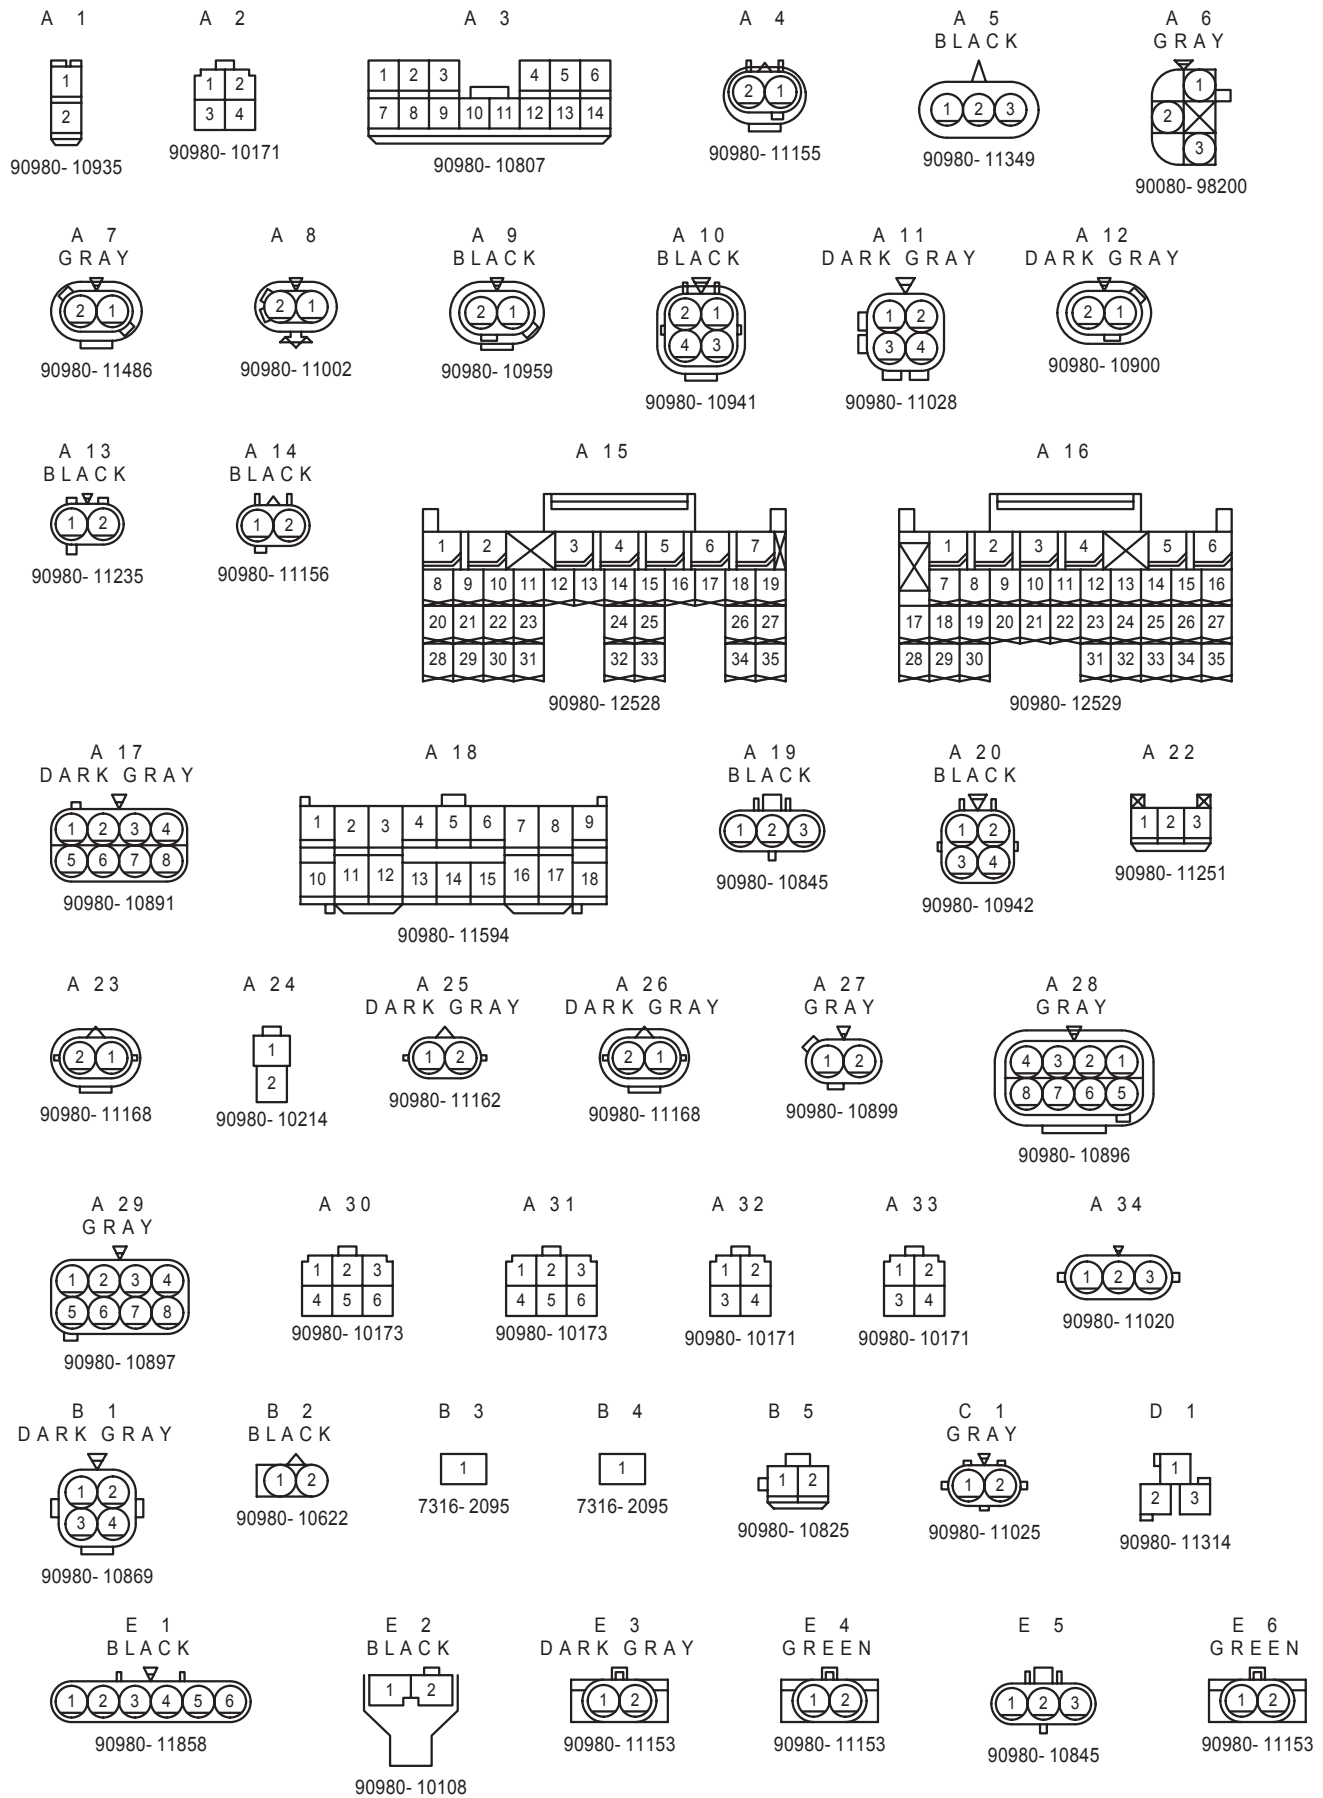 A 1
A 2
A 3
A 4
A 5
BLACK
A 6
GRAY
1
2
1 2
3 4
1 2 3 4 5 6
7 8 9 10 11 12 13 14
2 1
1 2 3
1
2
3
90980-10935
90980-10171
90980-10807
90980-11155
90980-11349
90080-98200
A 7
GRAY
A 8
A 9
BLACK
A 10
BLACK
A 11
DARK GRAY
A 12
DARK GRAY
2 1
2 1
2 1
2 1
4 3
1 2
3 4
2 1
90980-11486
90980-11002
90980-10959
90980-10941
90980-11028
90980-10900
A 13
BLACK
A 14
BLACK
A 15
A 16
1 2
1 2
1 2 3 4 5 6 7
8 9 10 11 12 13 14 15 16 17 18 19
20 21 22 23 24 25 26 27
28 29 30 31 32 33 34 35
1 2 3 4 5 6
7 8 9 10 11 12 13 14 15 16
17 18 19 20 21 22 23 24 25 26 27
28 29 30 31 32 33 34 35
90980-11235
90980-11156
90980-12528
90980-12529
A 17
DARK GRAY
A 18
A 19
BLACK
A 20
BLACK
A 22
1 2 3 4
5 6 7 8
1 2 3 4 5 6 7 8 9
10 11 12 13 14 15 16 17 18
1 2 3
1 2
3 4
1 2 3
90980-10891
90980-11594
90980-10845
90980-10942
90980-11251
A 23
A 24
A 25
DARK GRAY
A 26
DARK GRAY
A 27
GRAY
A 28
GRAY
2 1
1
2
1 2
2 1
1 2
4 3 2 1
8 7 6 5
90980-11168
90980-10214
90980-11162
90980-11168
90980-10899
90980-10896
A 29
GRAY
A 30
A 31
A 32
A 33
A 34
1 2 3 4
5 6 7 8
1 2 3
4 5 6
1 2 3
4 5 6
1 2
3 4
1 2
3 4
1 2 3
90980-10897
90980-10173
90980-10173
90980-10171
90980-10171
90980-11020
B 1
DARK GRAY
B 2
BLACK
B 3
B 4
B 5
C 1
GRAY
D 1
1 2
3 4
1 2
1
1
1 2
1 2
1
2 3
90980-10869
90980-10622
7316-2095
7316-2095
90980-10825
90980-11025
90980-11314
E 1
BLACK
E 2
BLACK
E 3
DARK GRAY
E 4
GREEN
E 5
E 6
GREEN
1 2 3 4 5 6
1 2
1 2
1 2
1 2 3
1 2
90980-11858
90980-10108
90980-11153
90980-11153
90980-10845
90980-11153